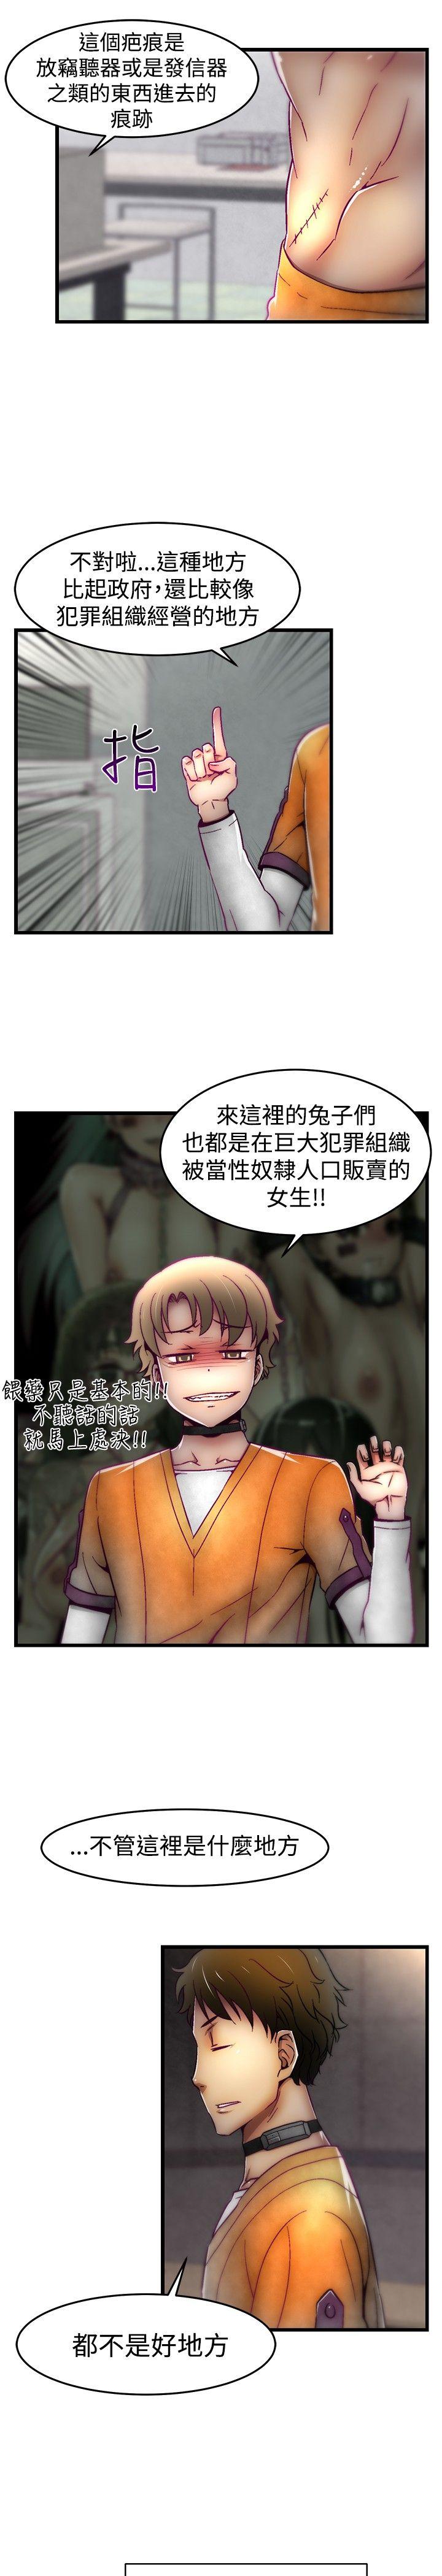 這個疤痕是
放竊聽器或是發信器
之類的東西進去的
痕跡
不對啦...這種地方
比起政府,還比較像
犯罪組織經營的地方
指
來這裡的兔子們
也都是在巨大犯罪組織
被當性奴隸人口販賣的
女生!!
餵藥只是基本的!!
不聽話的話
就馬上處決!!
...不管這裡是什麼地方
都不是好地方